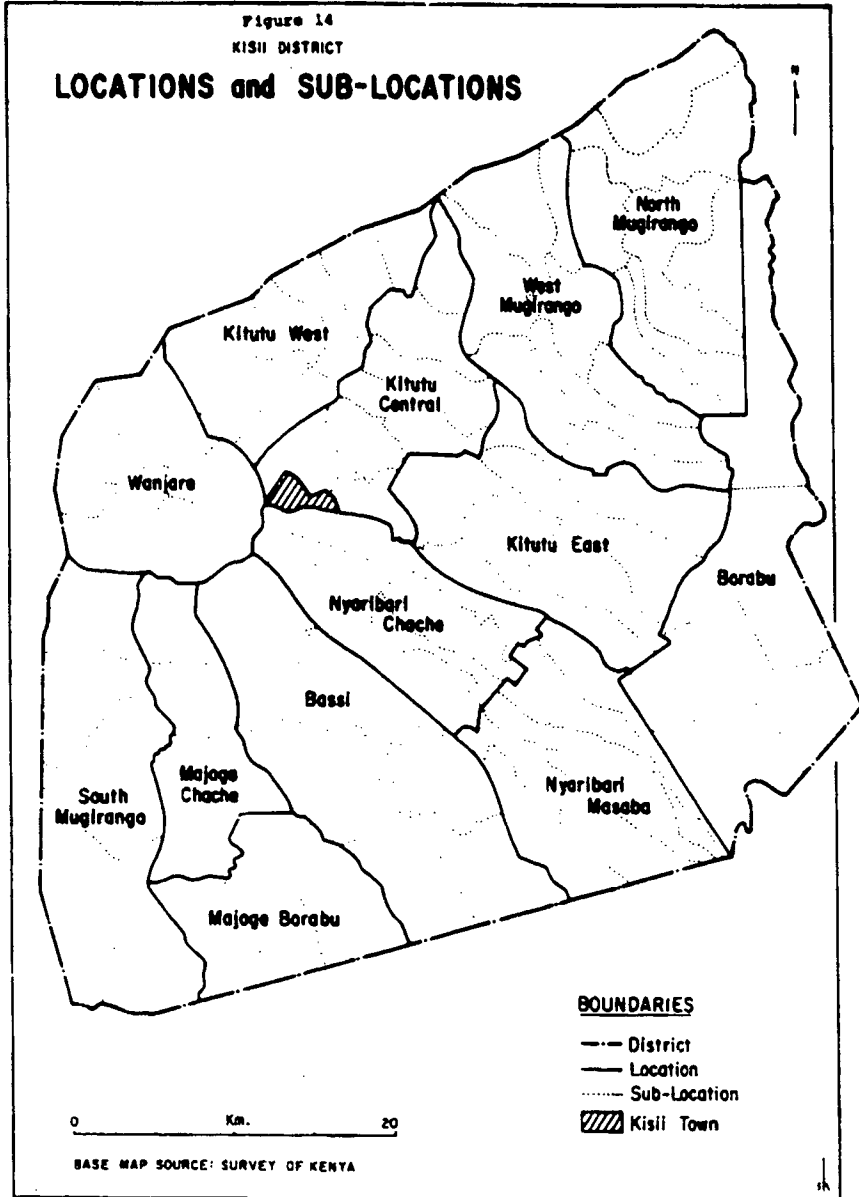 Figure 14
KISII DISTRICT
LOCATIONS and SUB-LOCATIONS
N
North
Mugirango
West
Mugirango
Kitutu West
Kitutu
Central
Wanjare
Kitutu East
Borabu
Nyaribari
Chache
Bassi
Majoge
Chache
South
Mugirango
Nyaribari
Masaba
Majoge Borabu
BOUNDARIES
District
Location
Sub-Location
Kisii Town
0 Km. 20
BASE MAP SOURCE: SURVEY OF KENYA